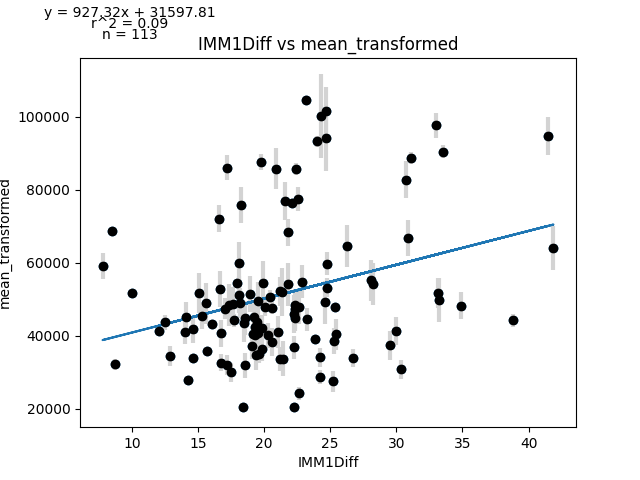 y = 927.32x + 31597.81
r^2 = 0.09
n = 113
IMM1Diff vs mean_transformed
100000
80000
60000
40000
20000
mean_transformed
10 15 20 25 30 35 40
IMM1Diff